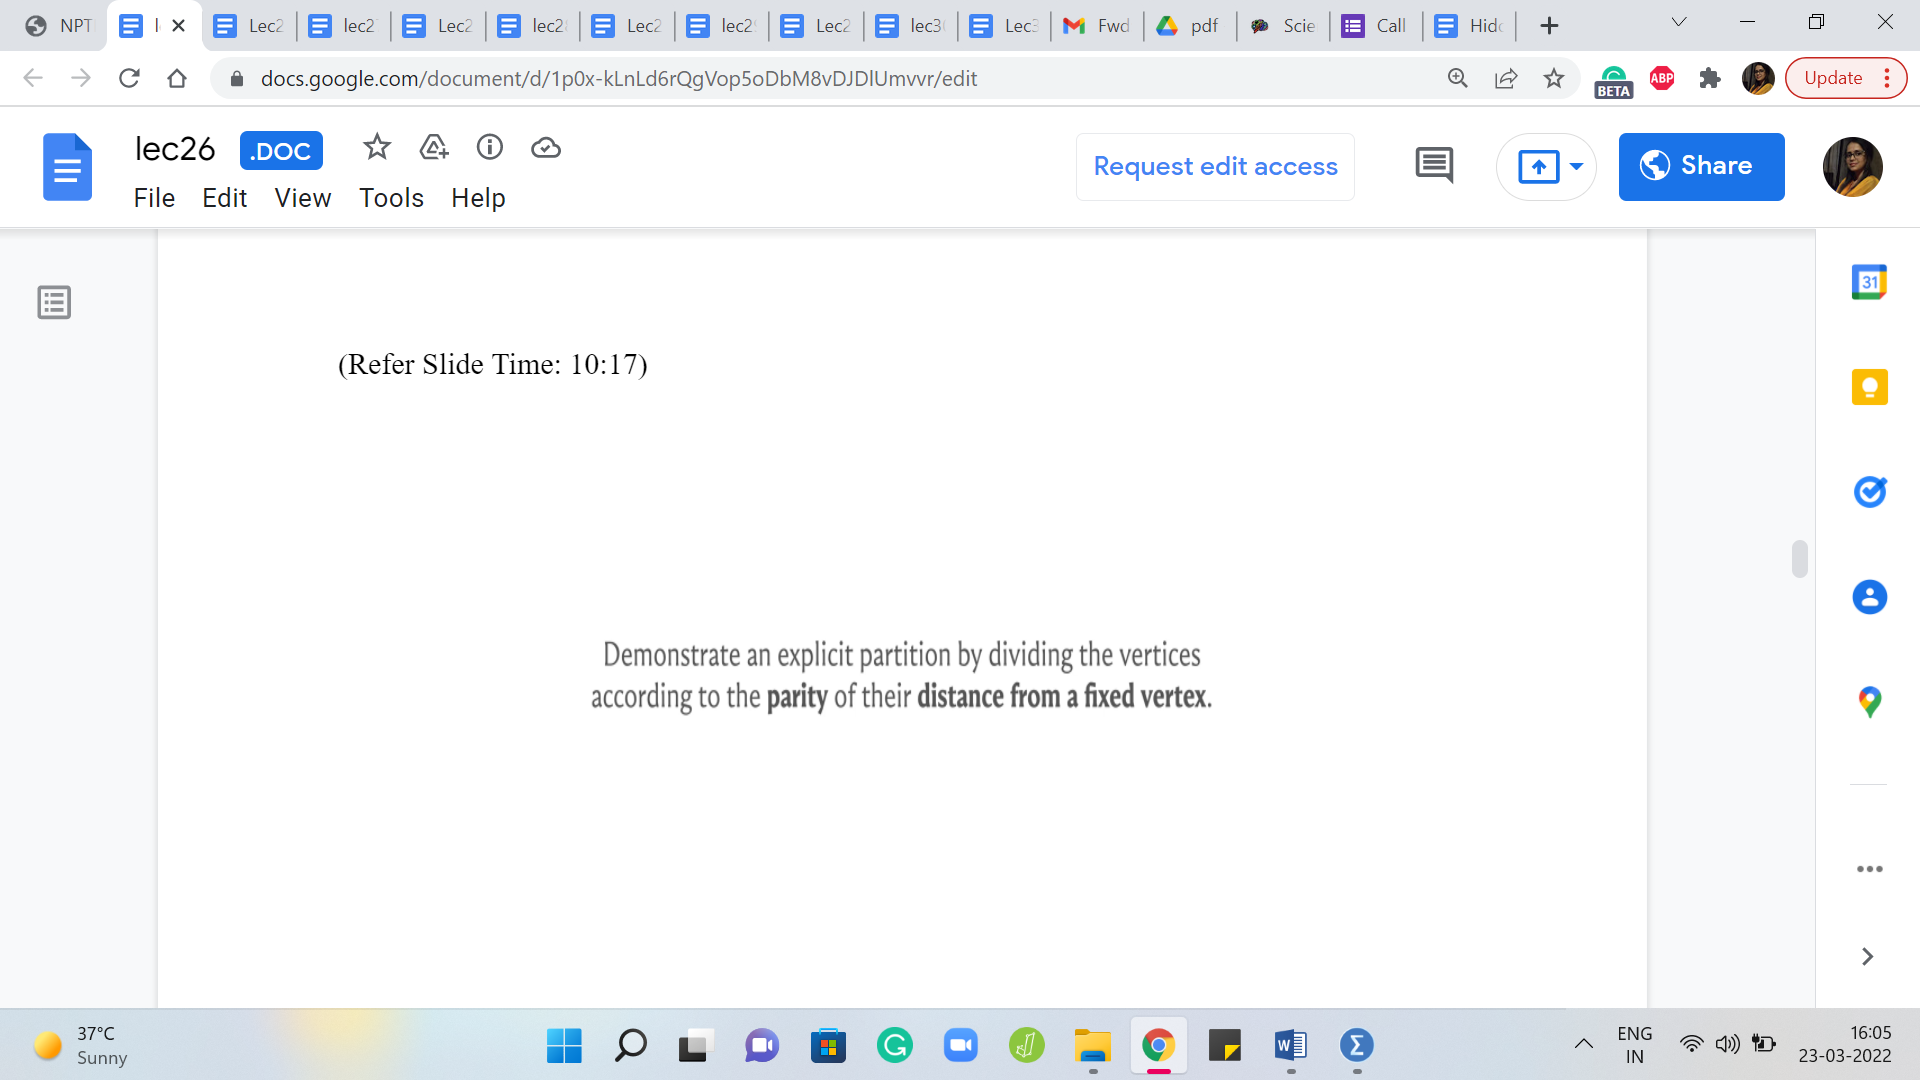 NPT
l
Lec2
lec2
Lec2
lec2
Lec2
lec2
Lec2
lec3
Lec3
Fwd
pdf
Scie
Call
Hid
docs.google.com/document/d/1p0x-kLnLd6rQgVop5oDbM8vDJDlUmvvr/edit
BETA
ABP
Update
lec26
.DOC
File Edit View Tools Help
Request edit access
Share
31
(Refer Slide Time: 10:17)
Demonstrate an explicit partition by dividing the vertices
according to the parity of their distance from a fixed vertex.
37°C
Sunny
ENG
IN
16:05
23-03-2022